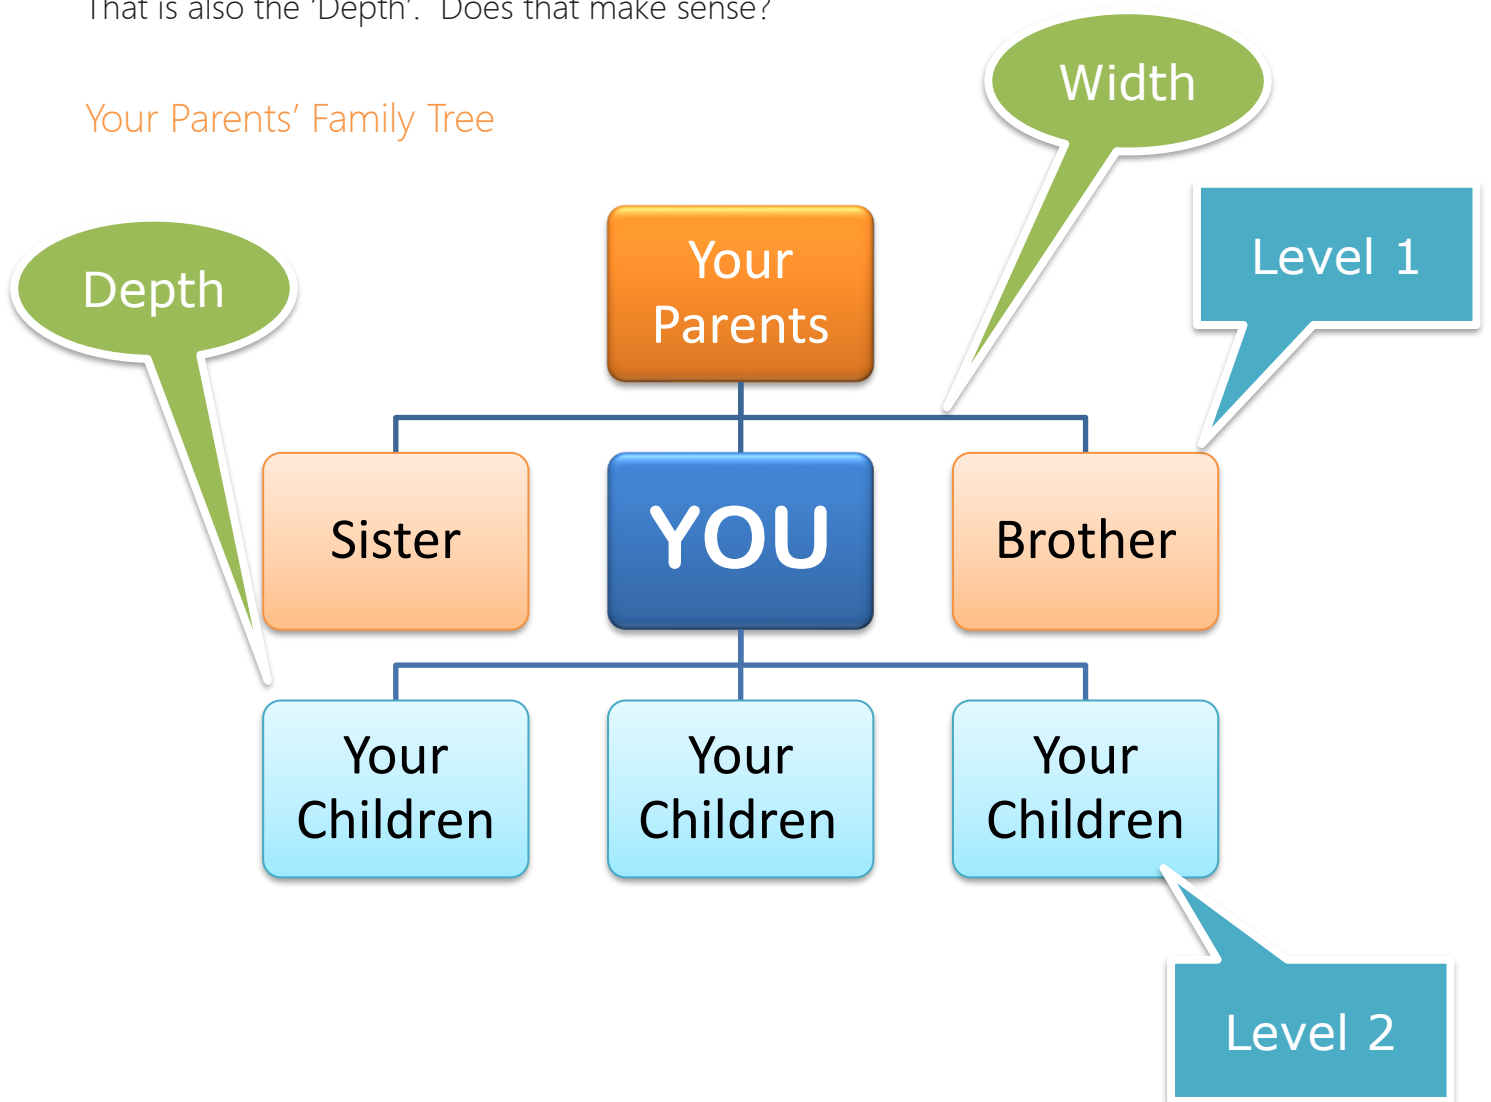 That is also the ‘Depth’.  Does that make sense?
Your Parents’ Family Tree
Width
Level 1
Depth
Your
Parents
Sister
YOU
Brother
Your
Children
Your
Children
Your
Children
Level 2